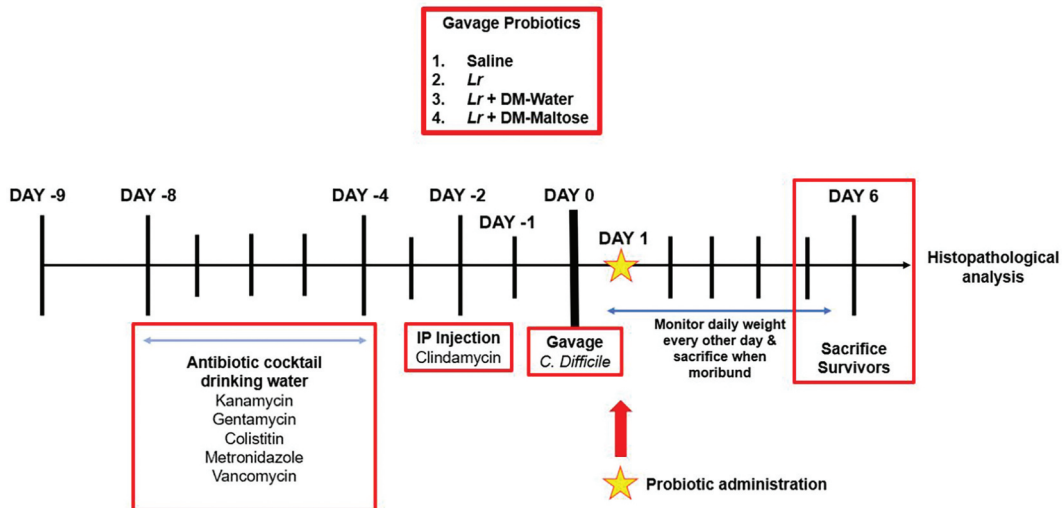 Gavage Probiotics
1. Saline
2. Lr
3. Lr + DM-Water
4. Lr + DM-Maltose
DAY -9
DAY -8
DAY -4
DAY -2
DAY -1
DAY 0
DAY 1
DAY 6
Histopathological
analysis
Antibiotic cocktail
drinking water
Kanamycin
Gentamycin
Colistitin
Metronidazole
Vancomycin
IP Injection
Clindamycin
Gavage
C. Difficile
Monitor daily weight
every other day &
sacrifice when
moribund
Sacrifice
Survivors
Probiotic administration